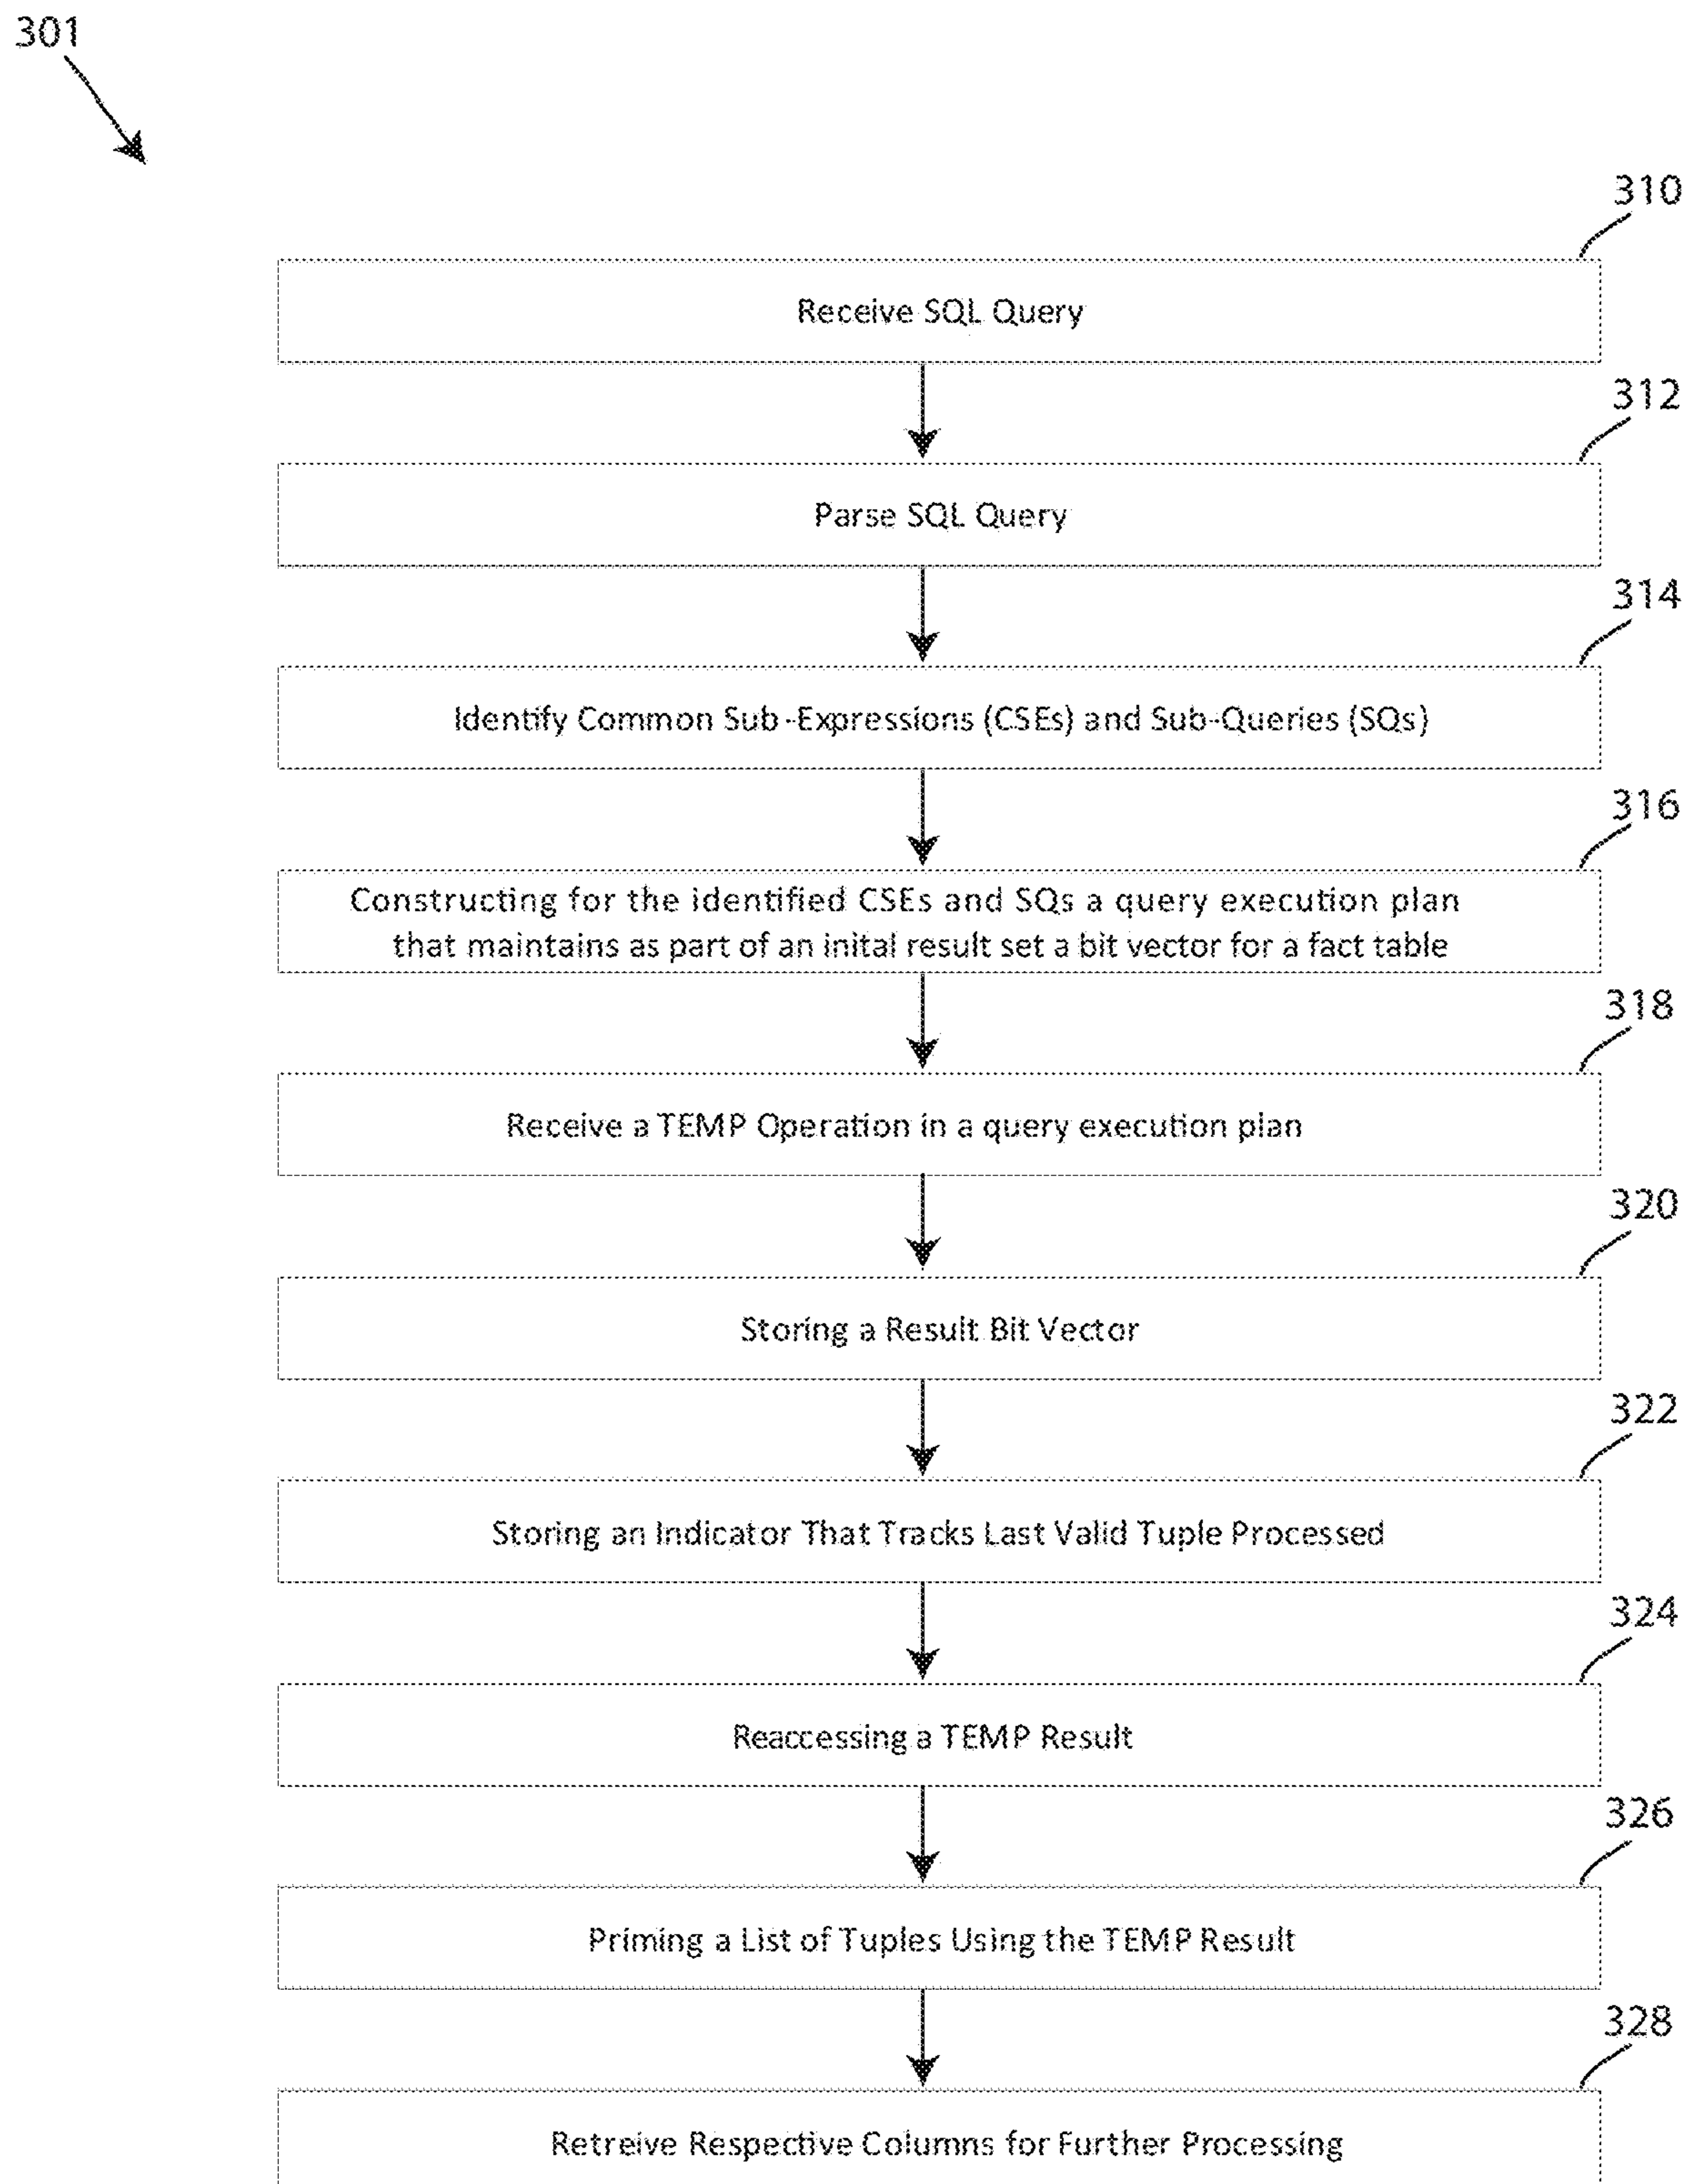 301
310
Receive SQL Query
312
Parse SQL Query
314
Identify Common Sub-Expressions (CSEs) and Sub-Queries (SQs)
316
Constructing for the identified CSEs and SQs a query execution plan
that maintains as part of an inital result set a bit vector for a fact table
318
Receive a TEMP Operation in a query execution plan
320
Storing a Result Bit Vector
322
Storing an Indicator That Tracks Last Valid Tuple Processed
324
Reaccessing a TEMP Result
326
Priming a List of Tuples Using the TEMP Result
328
Retreive Respective Columns for Further Processing